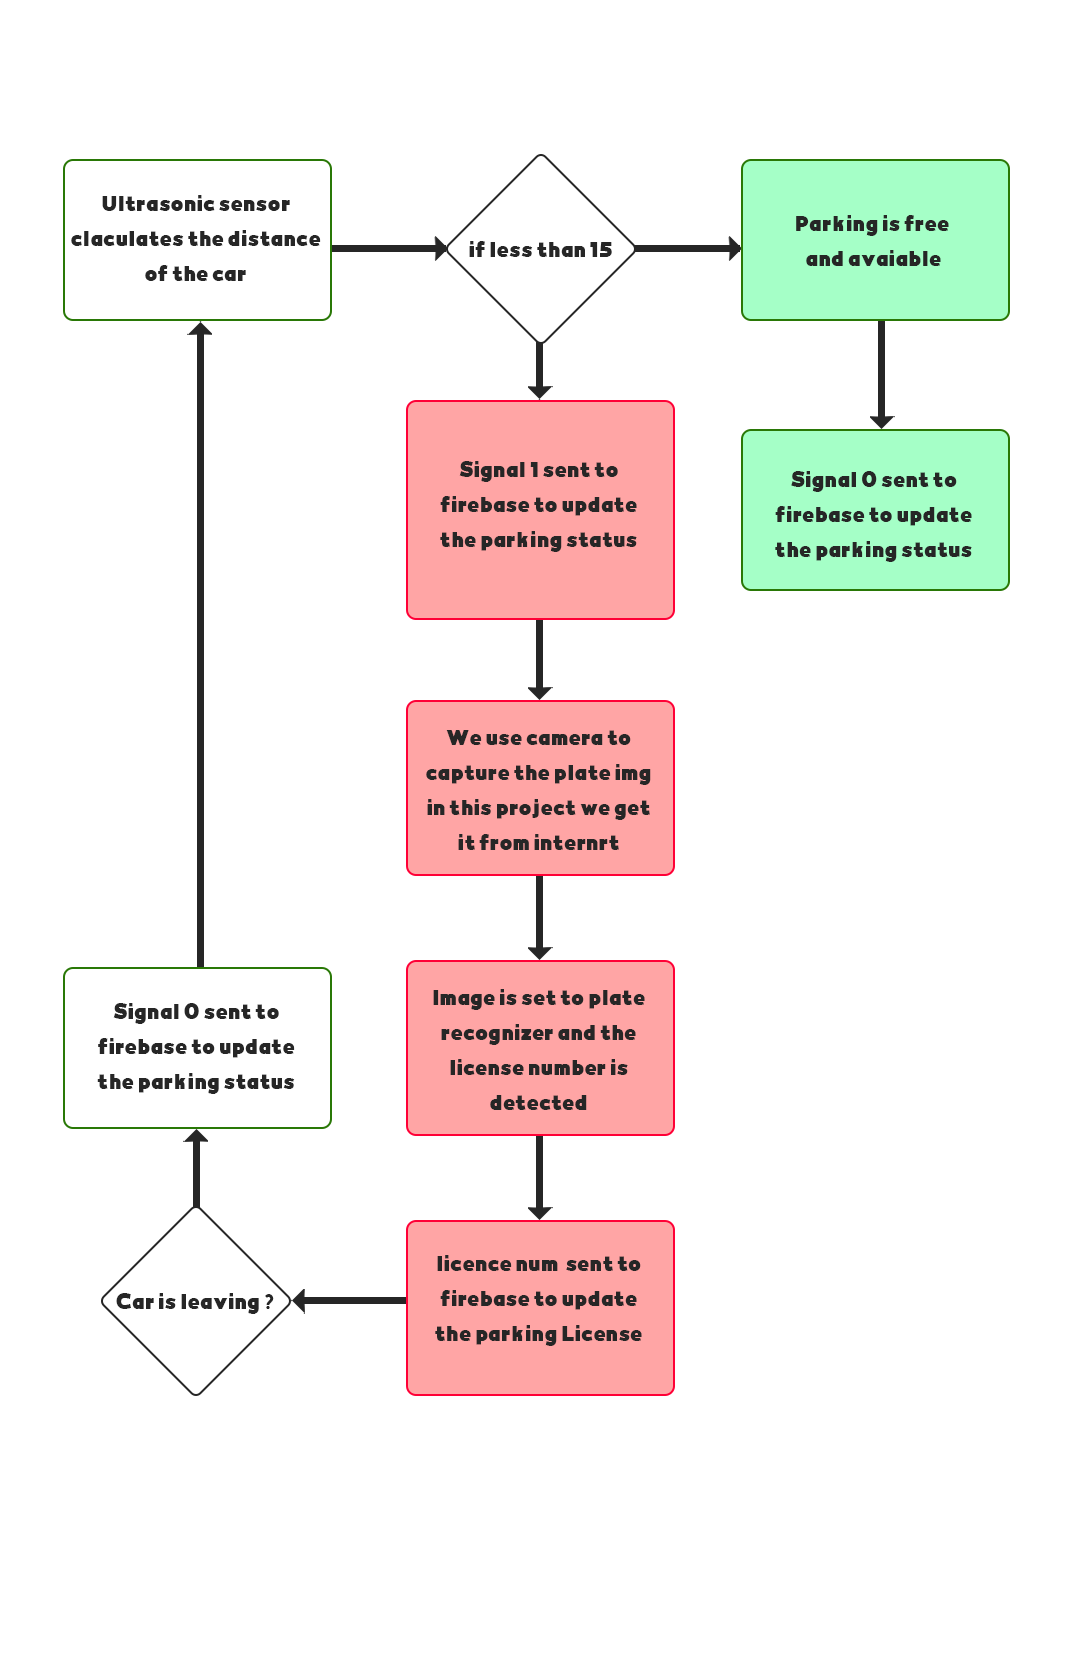 Ultrasonic sensor
claculates the distance
of the car
if less than 15
Parking is free
and avaiable
Signal 1 sent to
firebase to update
the parking status
Signal 0 sent to
firebase to update
the parking status
We use camera to
capture the plate img
in this project we get
it from internrt
Image is set to plate
recognizer and the
license number is
detected
Signal 0 sent to
firebase to update
the parking status
licence num  sent to
firebase to update
the parking License
Car is leaving ?